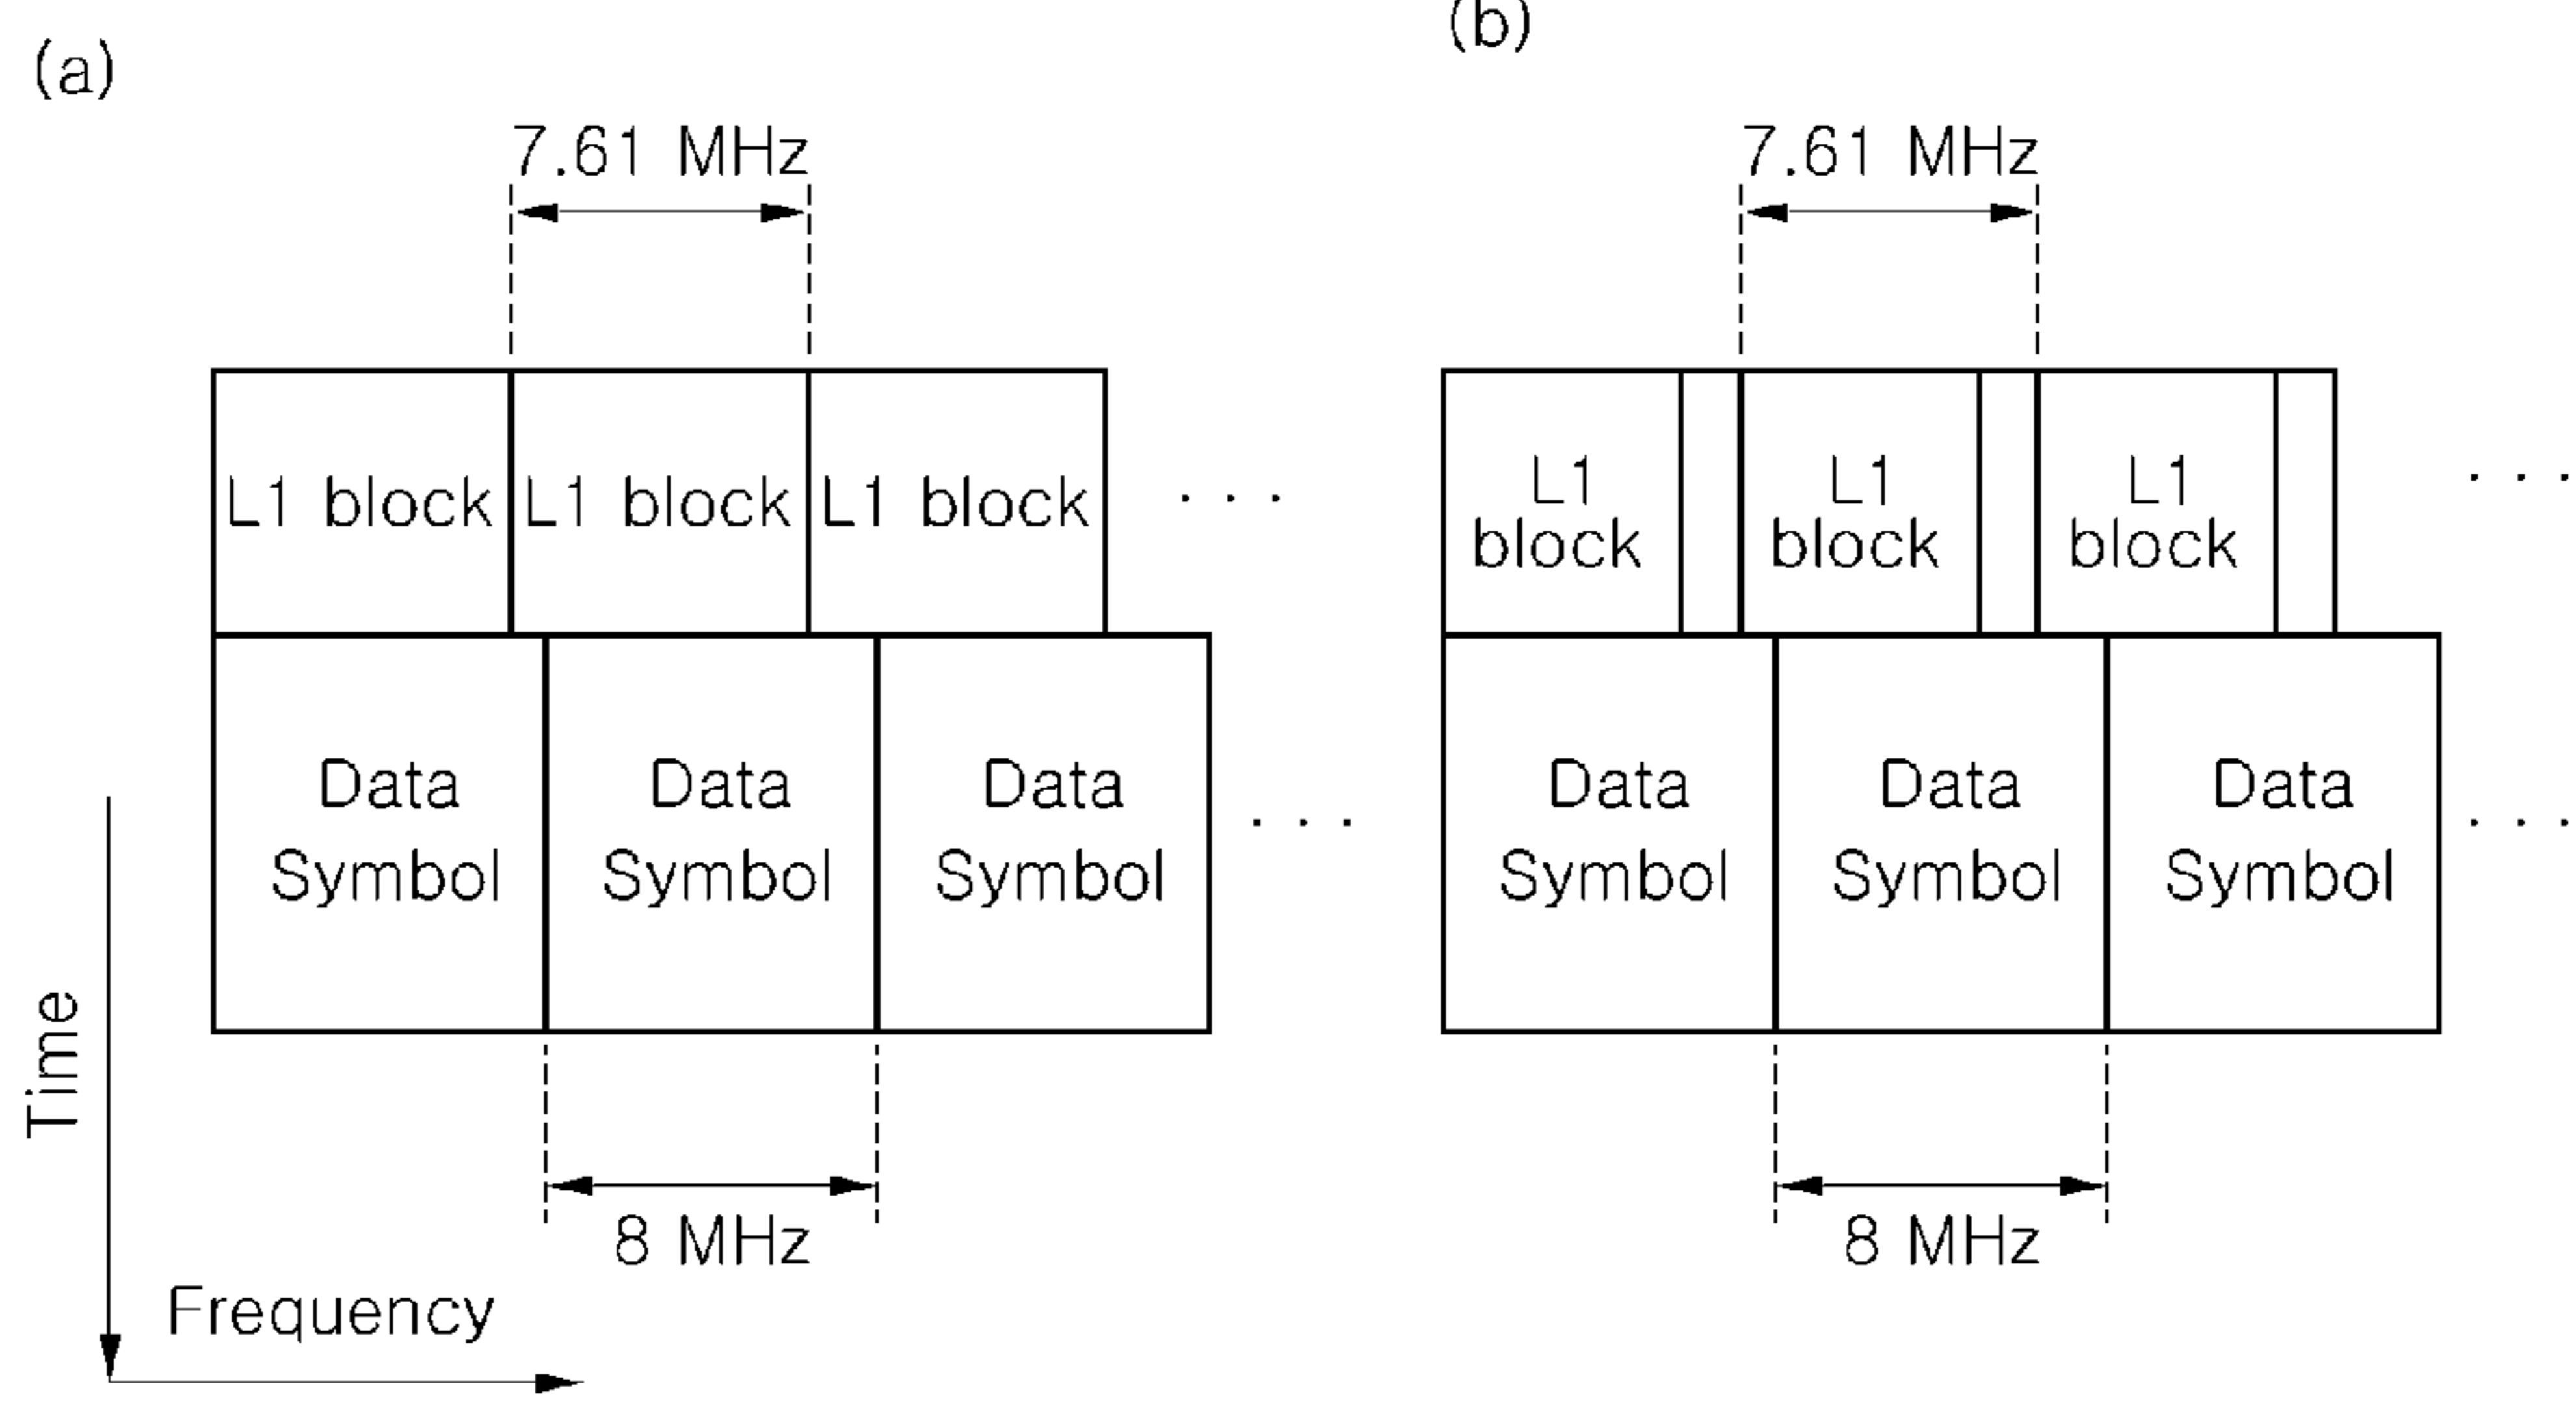 (a)
7.61 MHz
L1 block L1 block L1 block . . .
Data Symbol
Data Symbol
Data Symbol
. . .
8 MHz
Time
Frequency
(b)
7.61 MHz
L1
block
L1
block
L1
block
. . .
Data
Symbol
Data
Symbol
Data
Symbol
. . .
8 MHz